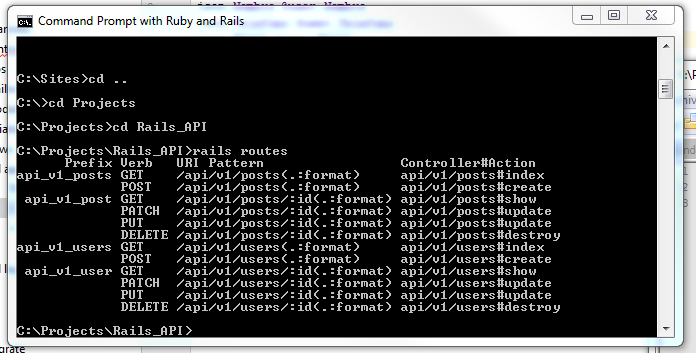 Command Prompt with Ruby and Rails
C:\Sites>cd ..
C:\>cd Projects
C:\Projects>cd Rails_API
C:\Projects\Rails_API>rails routes
Prefix Verb URI Pattern Controller#Action
api_v1_posts GET /api/v1/posts(.:format) api/v1/posts#index
POST /api/v1/posts(.:format) api/v1/posts#create
api_v1_post GET /api/v1/posts/:id(.:format) api/v1/posts#show
PATCH /api/v1/posts/:id(.:format) api/v1/posts#update
PUT /api/v1/posts/:id(.:format) api/v1/posts#update
DELETE /api/v1/posts/:id(.:format) api/v1/posts#destroy
api_v1_users GET /api/v1/users(.:format) api/v1/users#index
POST /api/v1/users(.:format) api/v1/users#create
api_v1_user GET /api/v1/users/:id(.:format) api/v1/users#show
PATCH /api/v1/users/:id(.:format) api/v1/users#update
PUT /api/v1/users/:id(.:format) api/v1/users#update
DELETE /api/v1/users/:id(.:format) api/v1/users#destroy
C:\Projects\Rails_API>
grate